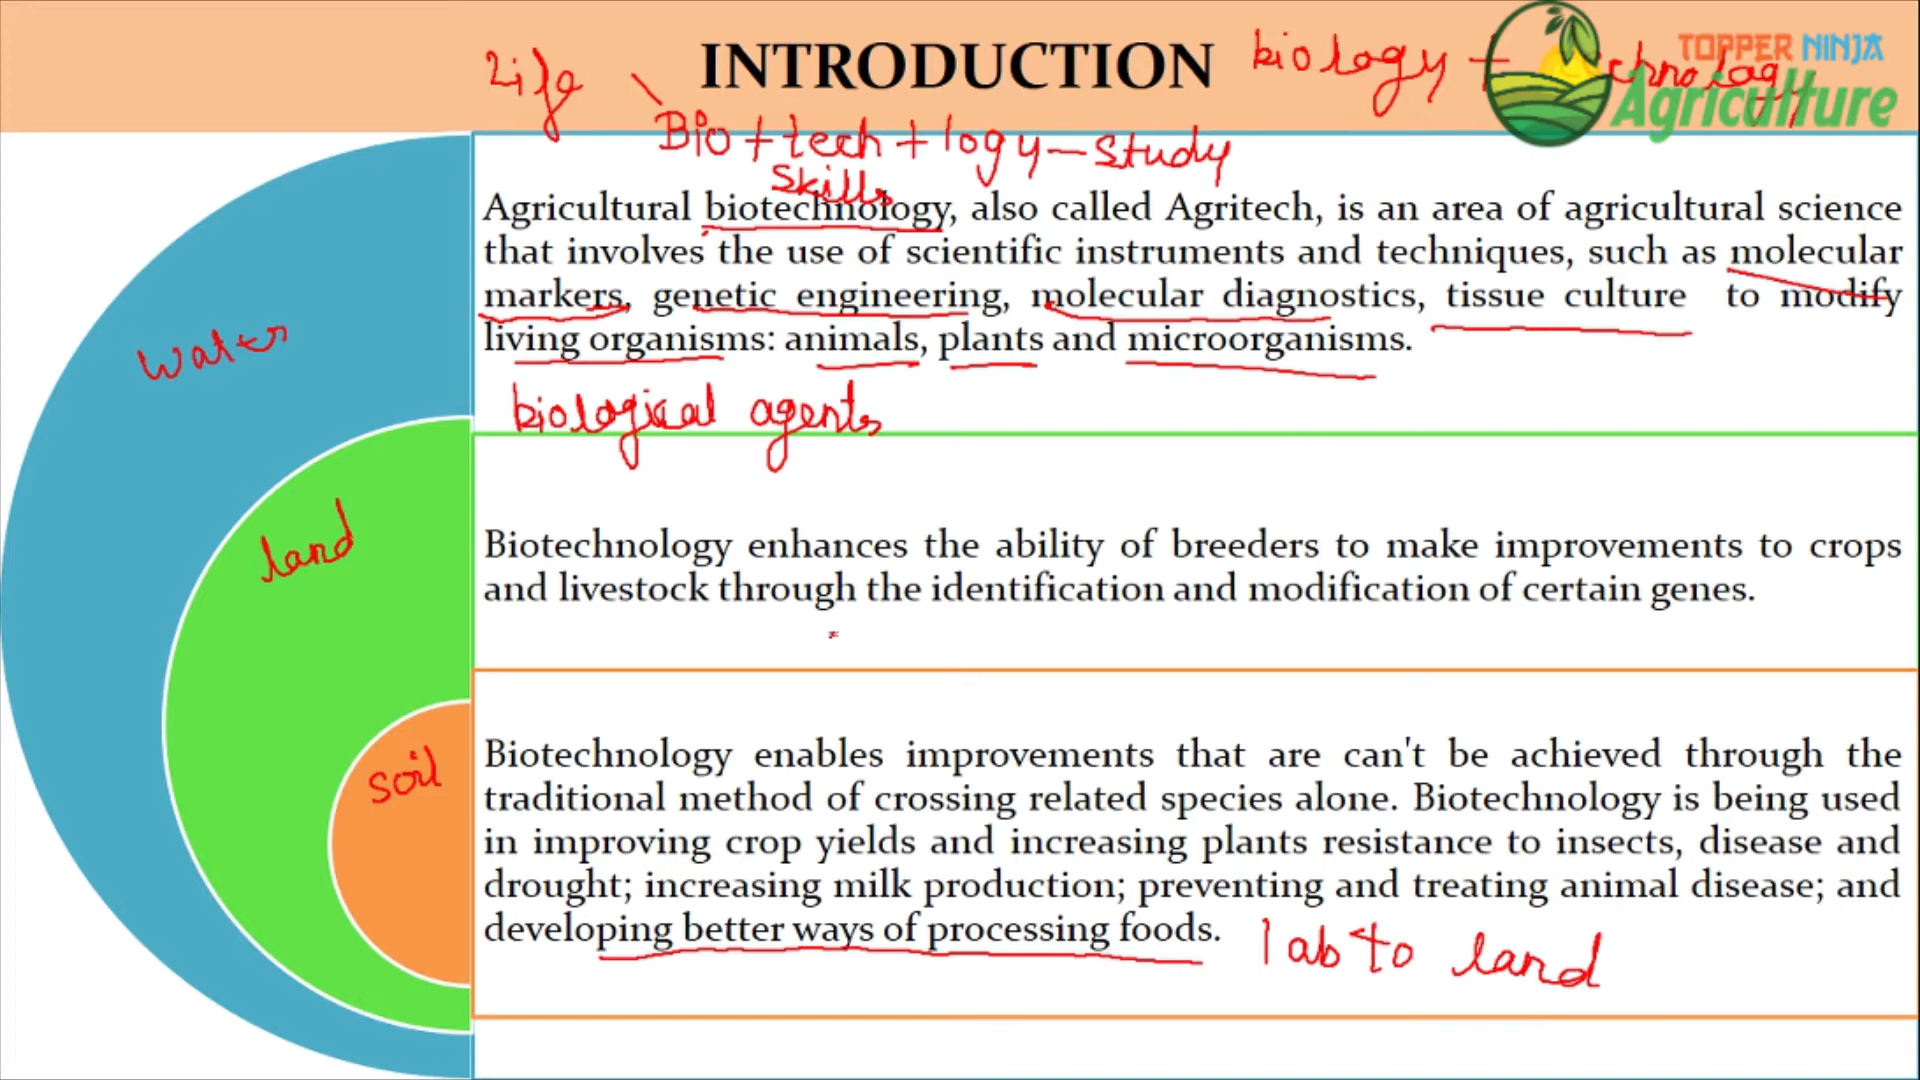 INTRODUCTION
Life
biology +
TOPPER NINJA
Agriculture
Bio + tech + logy - study
skills
Agricultural biotechnology, also called Agritech, is an area of agricultural science
that involves the use of scientific instruments and techniques, such as molecular
markers, genetic engineering, molecular diagnostics, tissue culture to modify
living organisms: animals, plants and microorganisms.
water
biological agents
land
Biotechnology enhances the ability of breeders to make improvements to crops
and livestock through the identification and modification of certain genes.
soil
Biotechnology enables improvements that are can't be achieved through the
traditional method of crossing related species alone. Biotechnology is being used
in improving crop yields and increasing plants resistance to insects, disease and
drought; increasing milk production; preventing and treating animal disease; and
developing better ways of processing foods.
lab to land